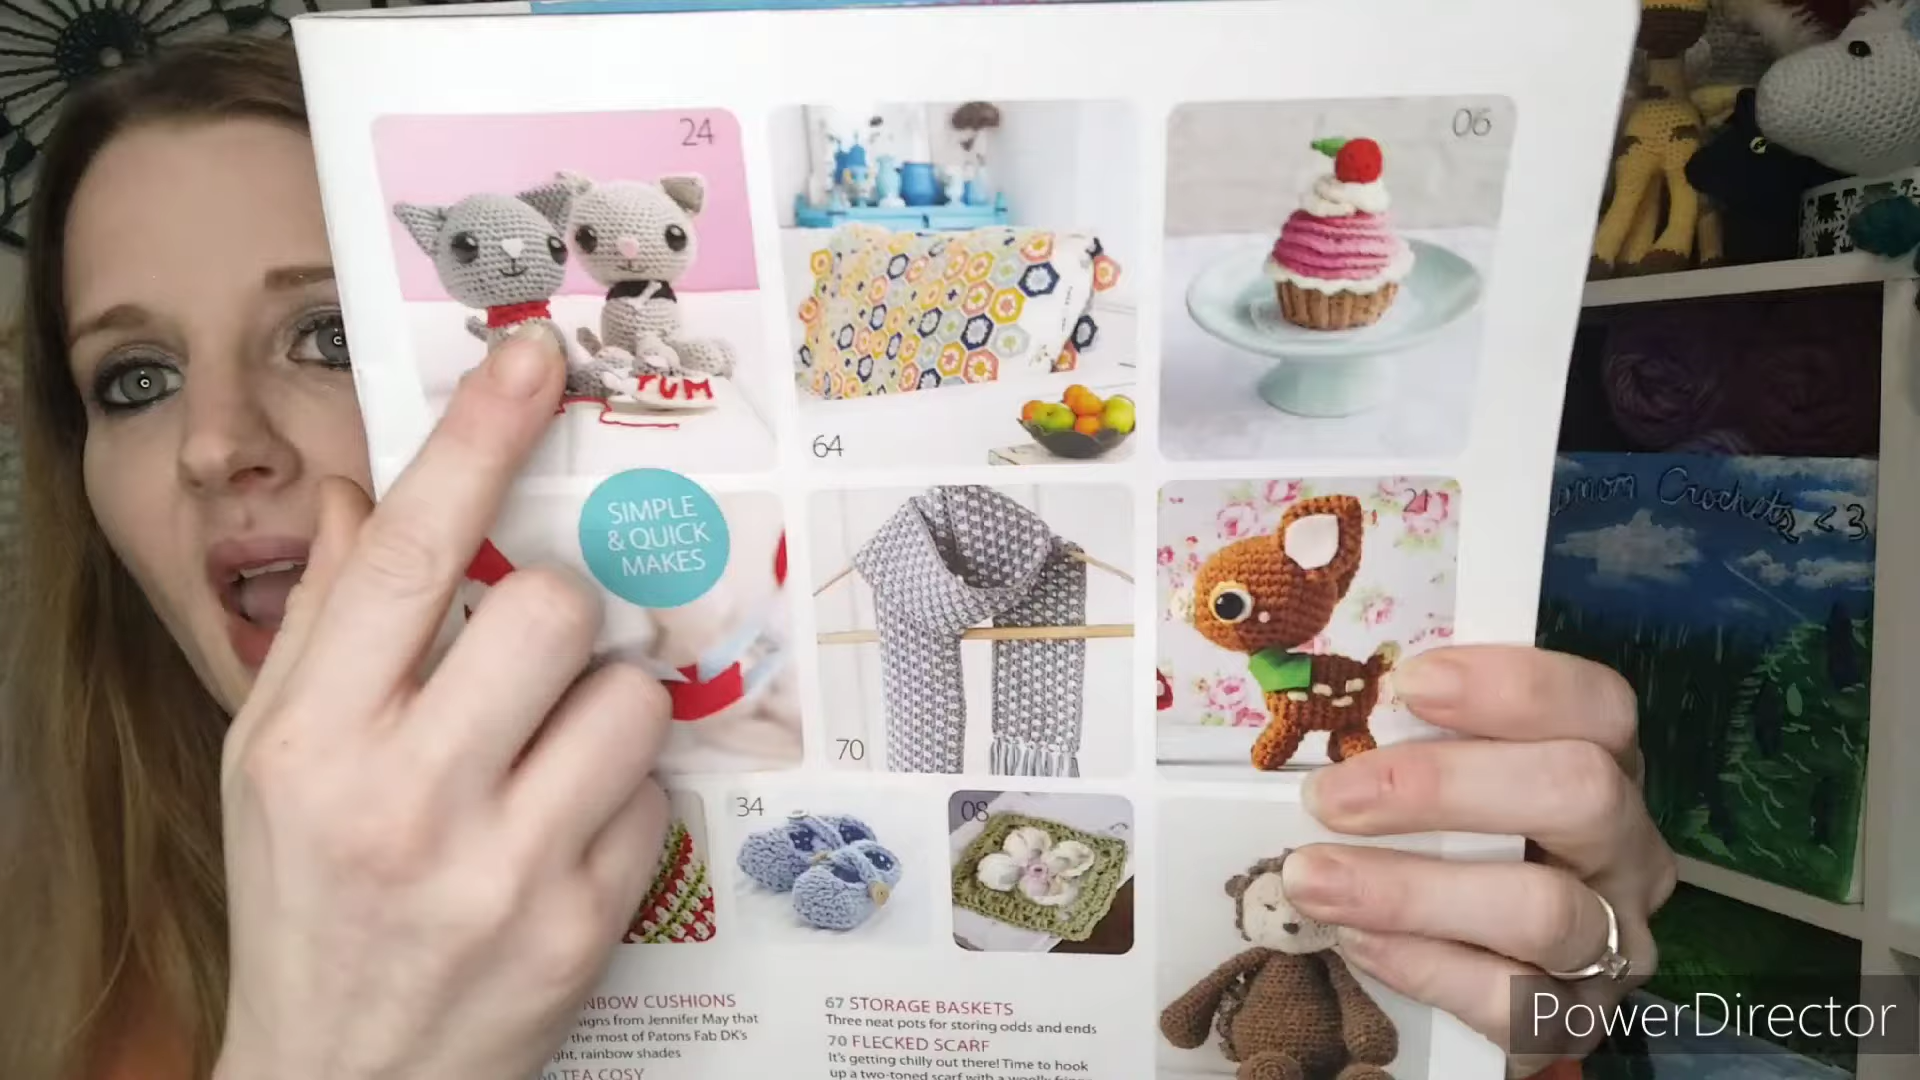 24
06
YUM
64
SIMPLE
& QUICK
MAKES
21
Crochets <3
70
34
08
NBOW CUSHIONS
signs from Jennifer May that
the most of Patons Fab DK's
ght, rainbow shades
TEA COSY
67 STORAGE BASKETS
Three neat pots for storing odds and ends
70 FLECKED SCARF
It's getting chilly out there! Time to hook
up a two-toned scarf with a woolly fringe
PowerDirector